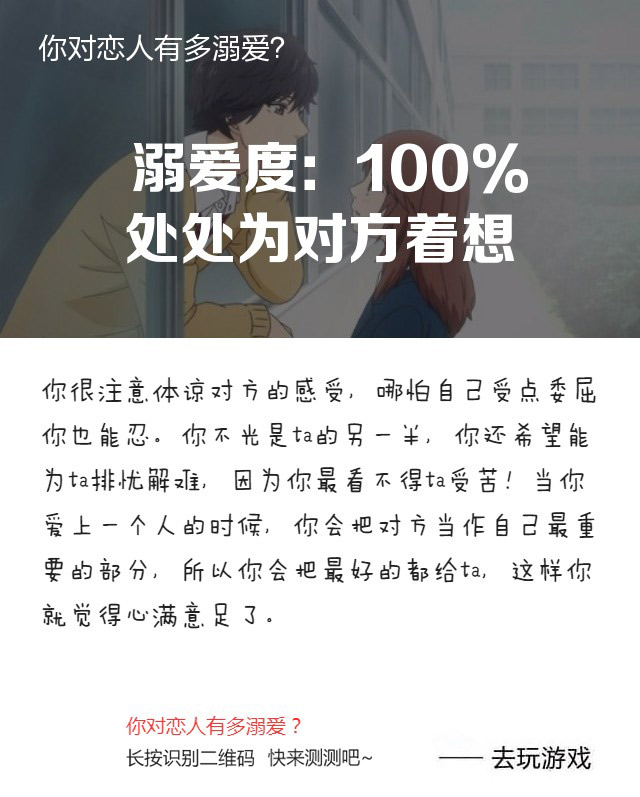 你对恋人有多溺爱?
溺爱度：100%
处处为对方着想
你很注意体谅对方的感受，哪怕自己受点委屈
你也能忍。你不光是ta的另一半，你还希望能
为ta排忧解难，因为你最看不得ta受苦！当你
爱上一个人的时候，你会把对方当作自己最重
要的部分，所以你会把最好的都给ta，这样你
就觉得心满意足了。
你对恋人有多溺爱？
长按识别二维码 快来测测吧~
—— 去玩游戏